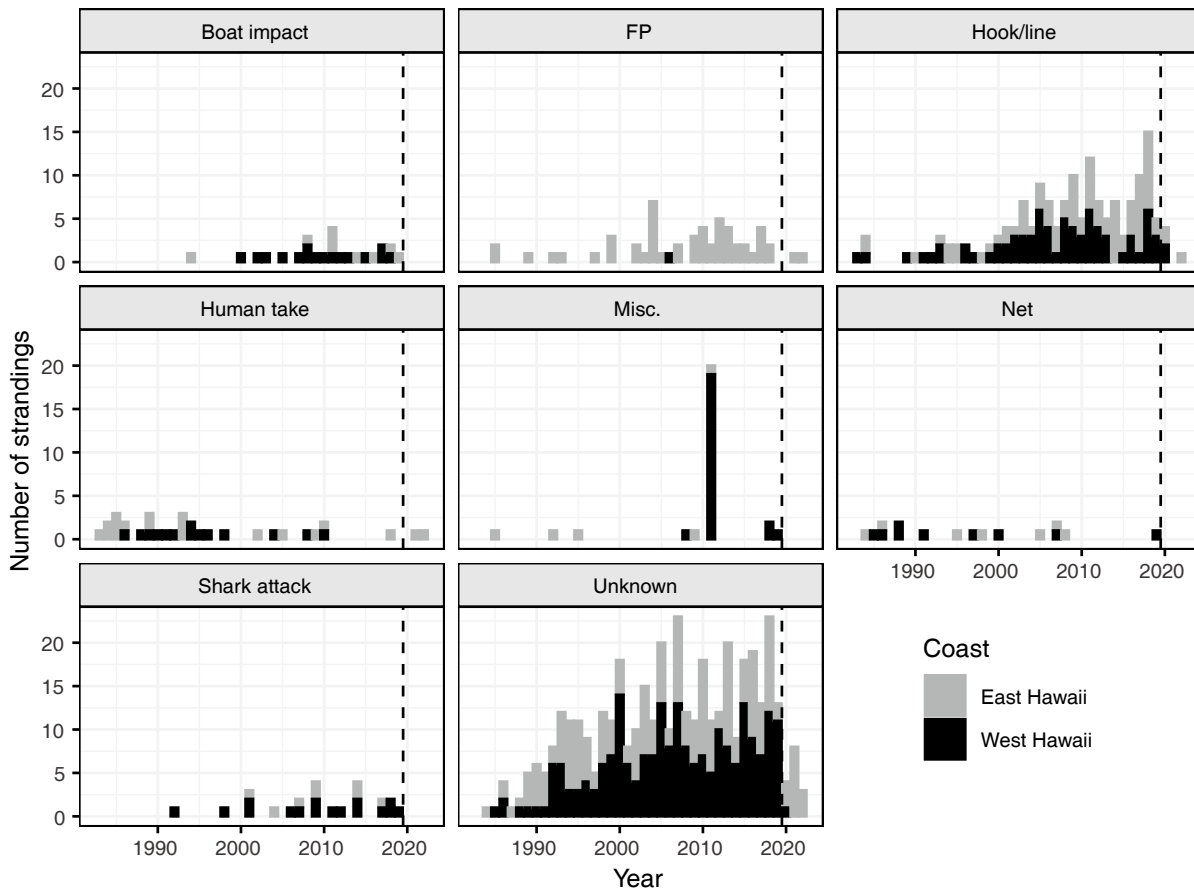 Boat impact
FP
Hook/line
20
15
10
5
0
Human take
Misc.
Net
20
15
10
5
0
1990
2000
2010
2020
Shark attack
Unknown
20
15
10
5
0
1990
2000
2010
2020
1990
2000
2010
2020
Number of strandings
Year
Coast
East Hawaii
West Hawaii